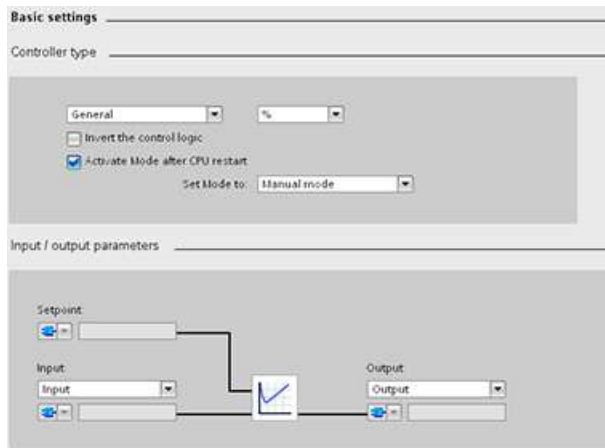 Basic settings
Controller type
General
%
Invert the control logic
Activate Mode after CPU restart
Set Mode to:
Manual mode
Input / output parameters
Setpoint:
Input:
Output:
Input
Output